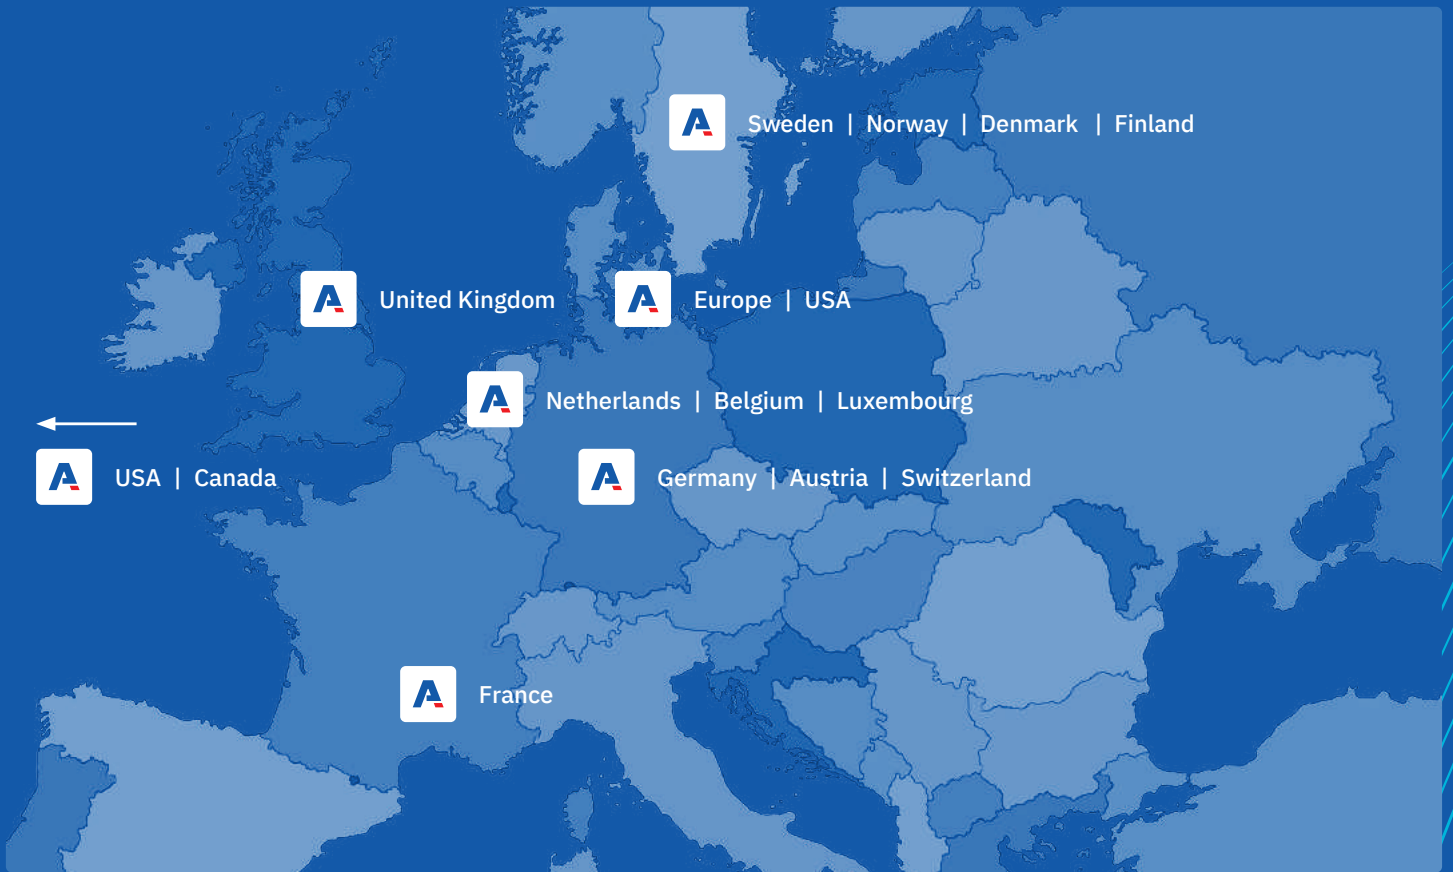 Sweden | Norway | Denmark | Finland
United Kingdom
Europe | USA
Netherlands | Belgium | Luxembourg
USA | Canada
Germany | Austria | Switzerland
France